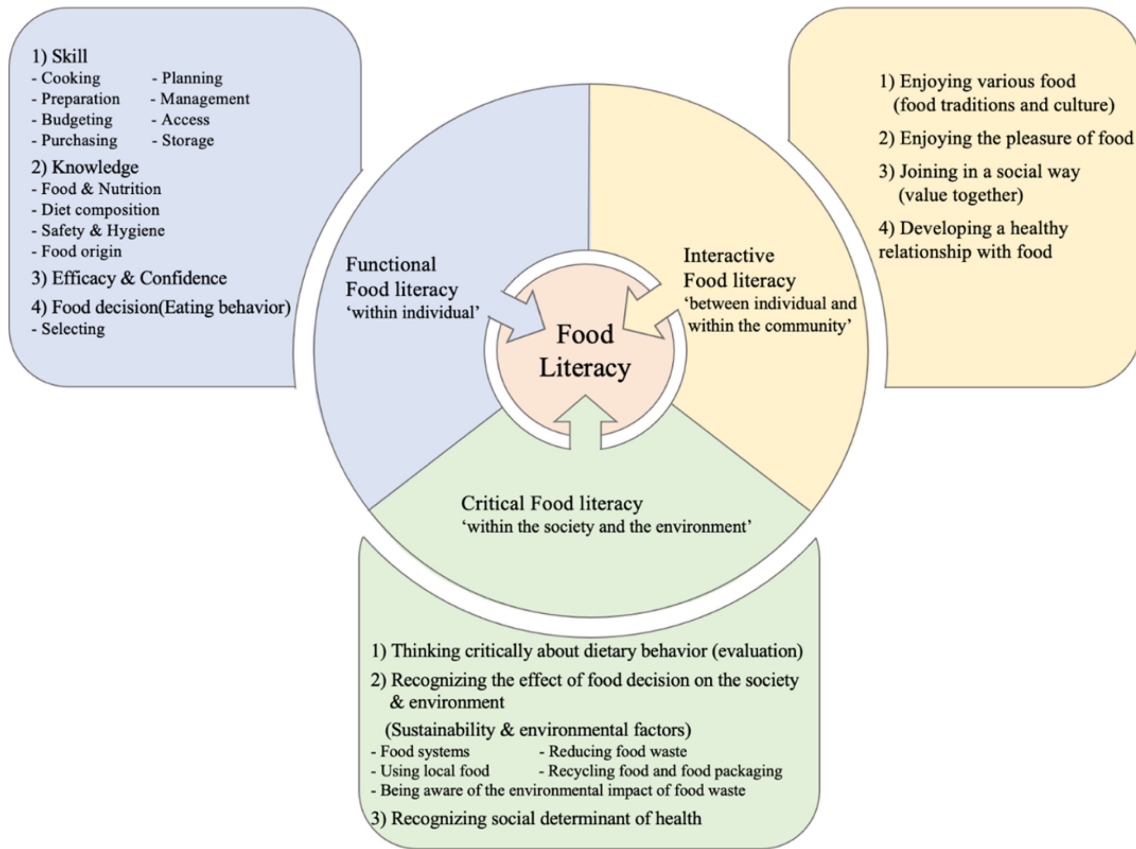 1) Skill
- Cooking - Planning
- Preparation - Management
- Budgeting - Access
- Purchasing - Storage
2) Knowledge
- Food & Nutrition
- Diet composition
- Safety & Hygiene
- Food origin
3) Efficacy & Confidence
4) Food decision(Eating behavior)
- Selecting
1) Enjoying various food
(food traditions and culture)
2) Enjoying the pleasure of food
3) Joining in a social way
(value together)
4) Developing a healthy
relationship with food
Functional
Food literacy
‘within individual’
Interactive
Food literacy
‘between individual and
within the community’
Food
Literacy
Critical Food literacy
‘within the society and the environment’
1) Thinking critically about dietary behavior (evaluation)
2) Recognizing the effect of food decision on the society
& environment
(Sustainability & environmental factors)
- Food systems - Reducing food waste
- Using local food - Recycling food and food packaging
- Being aware of the environmental impact of food waste
3) Recognizing social determinant of health